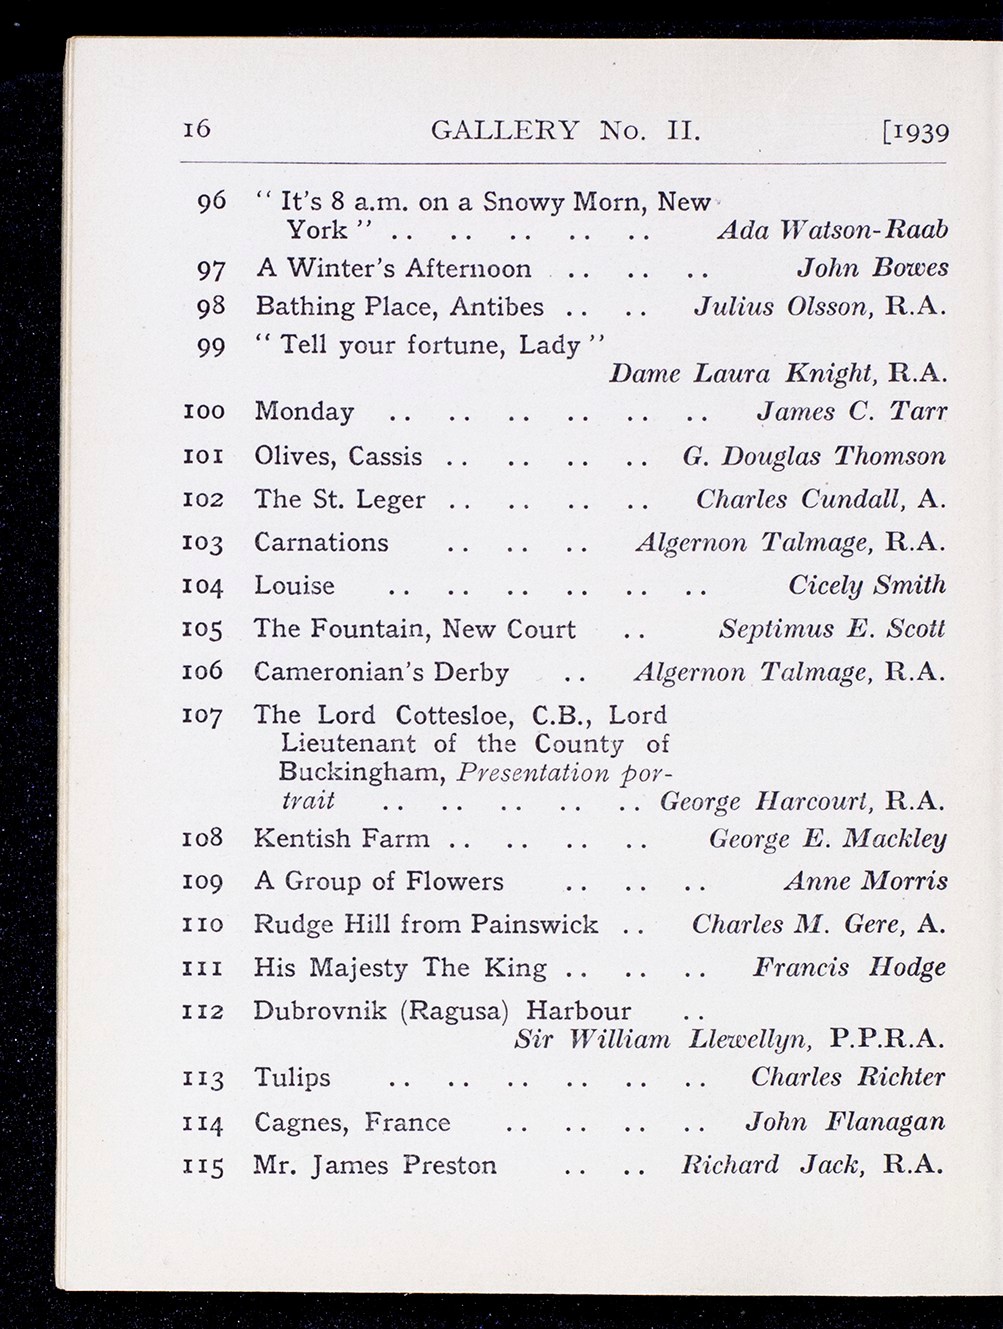 16 GALLERY No. II. [1939
96 “ It’s 8 a.m. on a Snowy Morn, New
York ” .. .. .. .. .. Ada Watson-Raab
97 A Winter’s Afternoon .. .. .. John Bowes
98 Bathing Place, Antibes .. .. Julius Olsson, R.A.
99 “ Tell your fortune, Lady ”
Dame Laura Knight, R.A.
100 Monday .. .. .. .. .. .. James C. Tarr
101 Olives, Cassis .. .. .. .. G. Douglas Thomson
102 The St. Leger .. .. .. .. Charles Cundall, A.
103 Carnations .. .. .. Algernon Talmage, R.A.
104 Louise .. .. .. .. .. .. Cicely Smith
105 The Fountain, New Court .. Septimus E. Scott
106 Cameronian’s Derby .. Algernon Talmage, R.A.
107 The Lord Cottesloe, C.B., Lord
Lieutenant of the County of
Buckingham, Presentation por-
trait .. .. .. .. .. George Harcourt, R.A.
108 Kentish Farm .. .. .. .. George E. Mackley
109 A Group of Flowers .. .. .. Anne Morris
110 Rudge Hill from Painswick .. Charles M. Gere, A.
111 His Majesty The King .. .. .. Francis Hodge
112 Dubrovnik (Ragusa) Harbour ..
Sir William Llewellyn, P.P.R.A.
113 Tulips .. .. .. .. .. .. Charles Richter
114 Cagnes, France .. .. .. .. John Flanagan
115 Mr. James Preston .. .. Richard Jack, R.A.